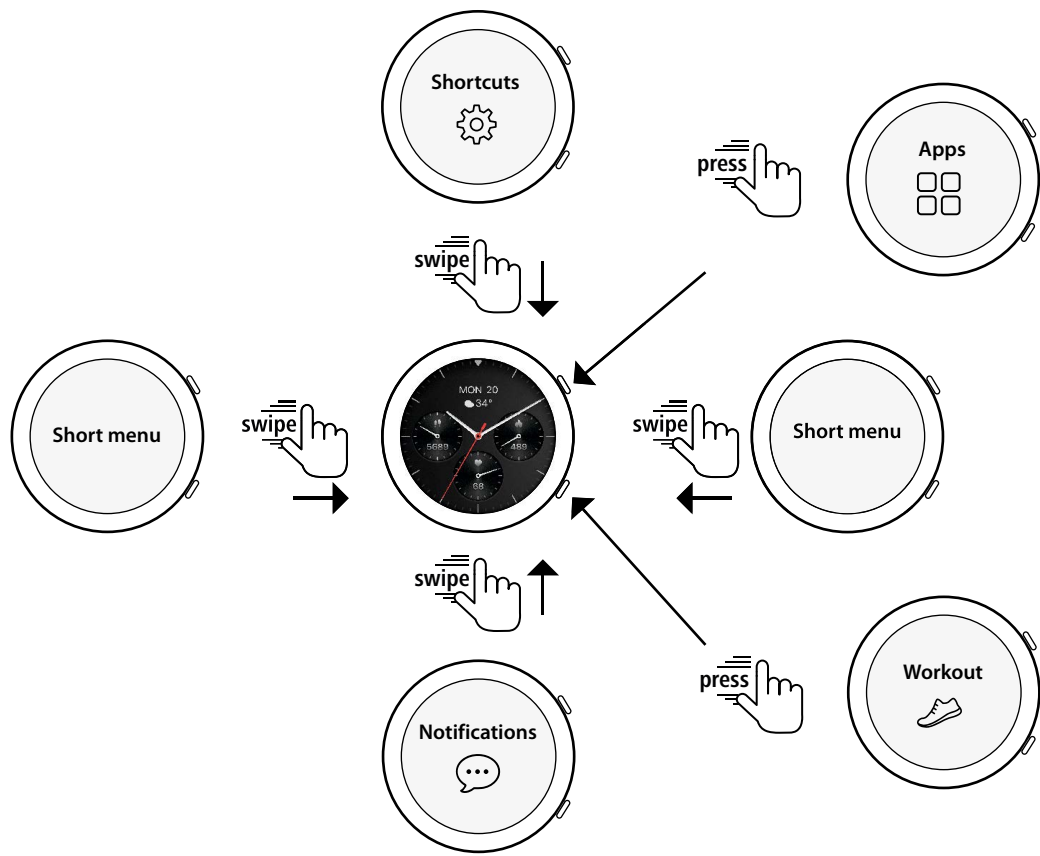 Shortcuts
press
Apps
swipe
Short menu
swipe
MON 20
34°
5689
469
68
swipe
Short menu
swipe
Notifications
press
Workout